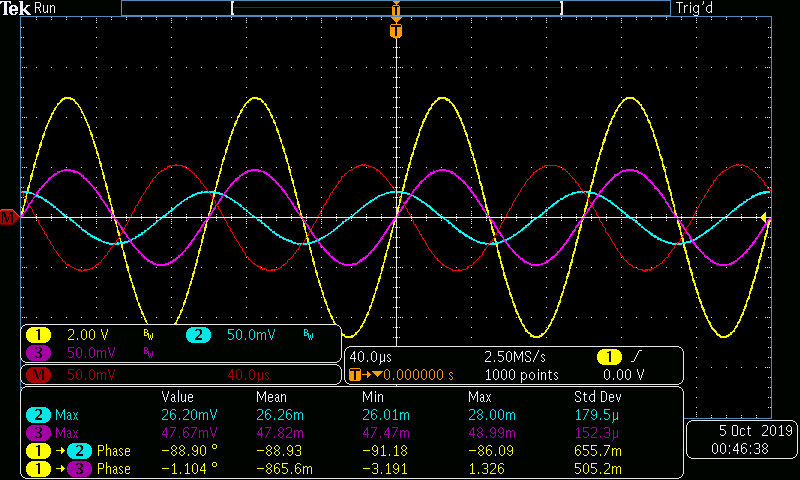 Tek Run Trig'd
T
T
M
1 2.00 V BW 2 50.0mV BW
3 50.0mV BW
M 50.0mV 40.0µs
40.0µs 2.50MS/s 1 0.00 V
T→▼0.000000 s 1000 points
Value Mean Min Max Std Dev
2 Max 26.20mV 26.26m 26.01m 28.00m 179.5µ
3 Max 47.67mV 47.82m 47.47m 48.99m 152.3µ
1 →2 Phase −88.90 ° −88.93 −91.18 −86.09 655.7m
1 →3 Phase −1.104 ° −865.6m −3.191 1.326 505.2m
5 Oct 2019
00:46:38